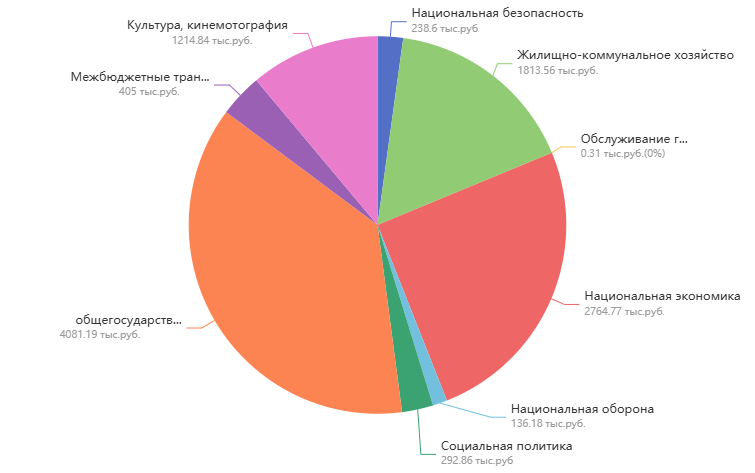 Национальная безопасность
238.6 тыс.руб
Культура, кинемотография
1214.84 тыс.руб.
Жилищно-коммунальное хозяйство
1813.56 тыс.руб.
Межбюджетные тран...
405 тыс.руб.
Обслуживание г...
0.31 тыс.руб.(0%)
Национальная экономика
2764.77 тыс.руб.
общегосударств...
4081.19 тыс.руб.
Национальная оборона
136.18 тыс.руб.
Социальная политика
292.86 тыс.руб